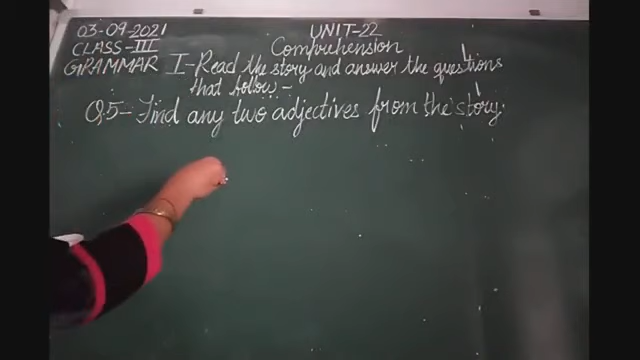 03-09-2021 UNIT-22
CLASS-III Comprehension
GRAMMAR I-Read the story and answer the questions
that follow-
Q.5- Find any two adjectives from the story.